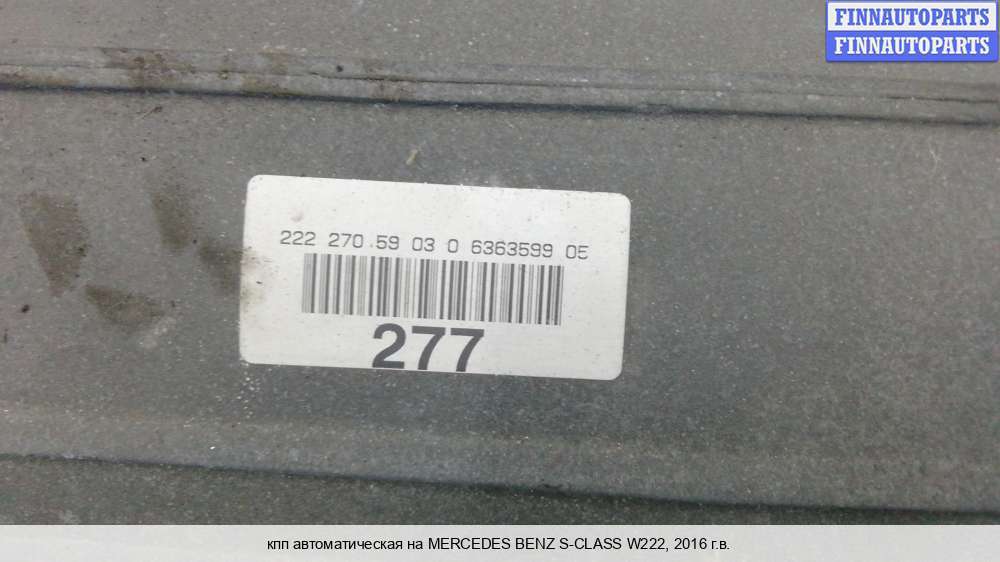 FINNAUTOPARTS
FINNAUTOPARTS
222 270 59 03 0 6363599 05
277
кпп автоматическая на MERCEDES BENZ S-CLASS W222, 2016 г.в.